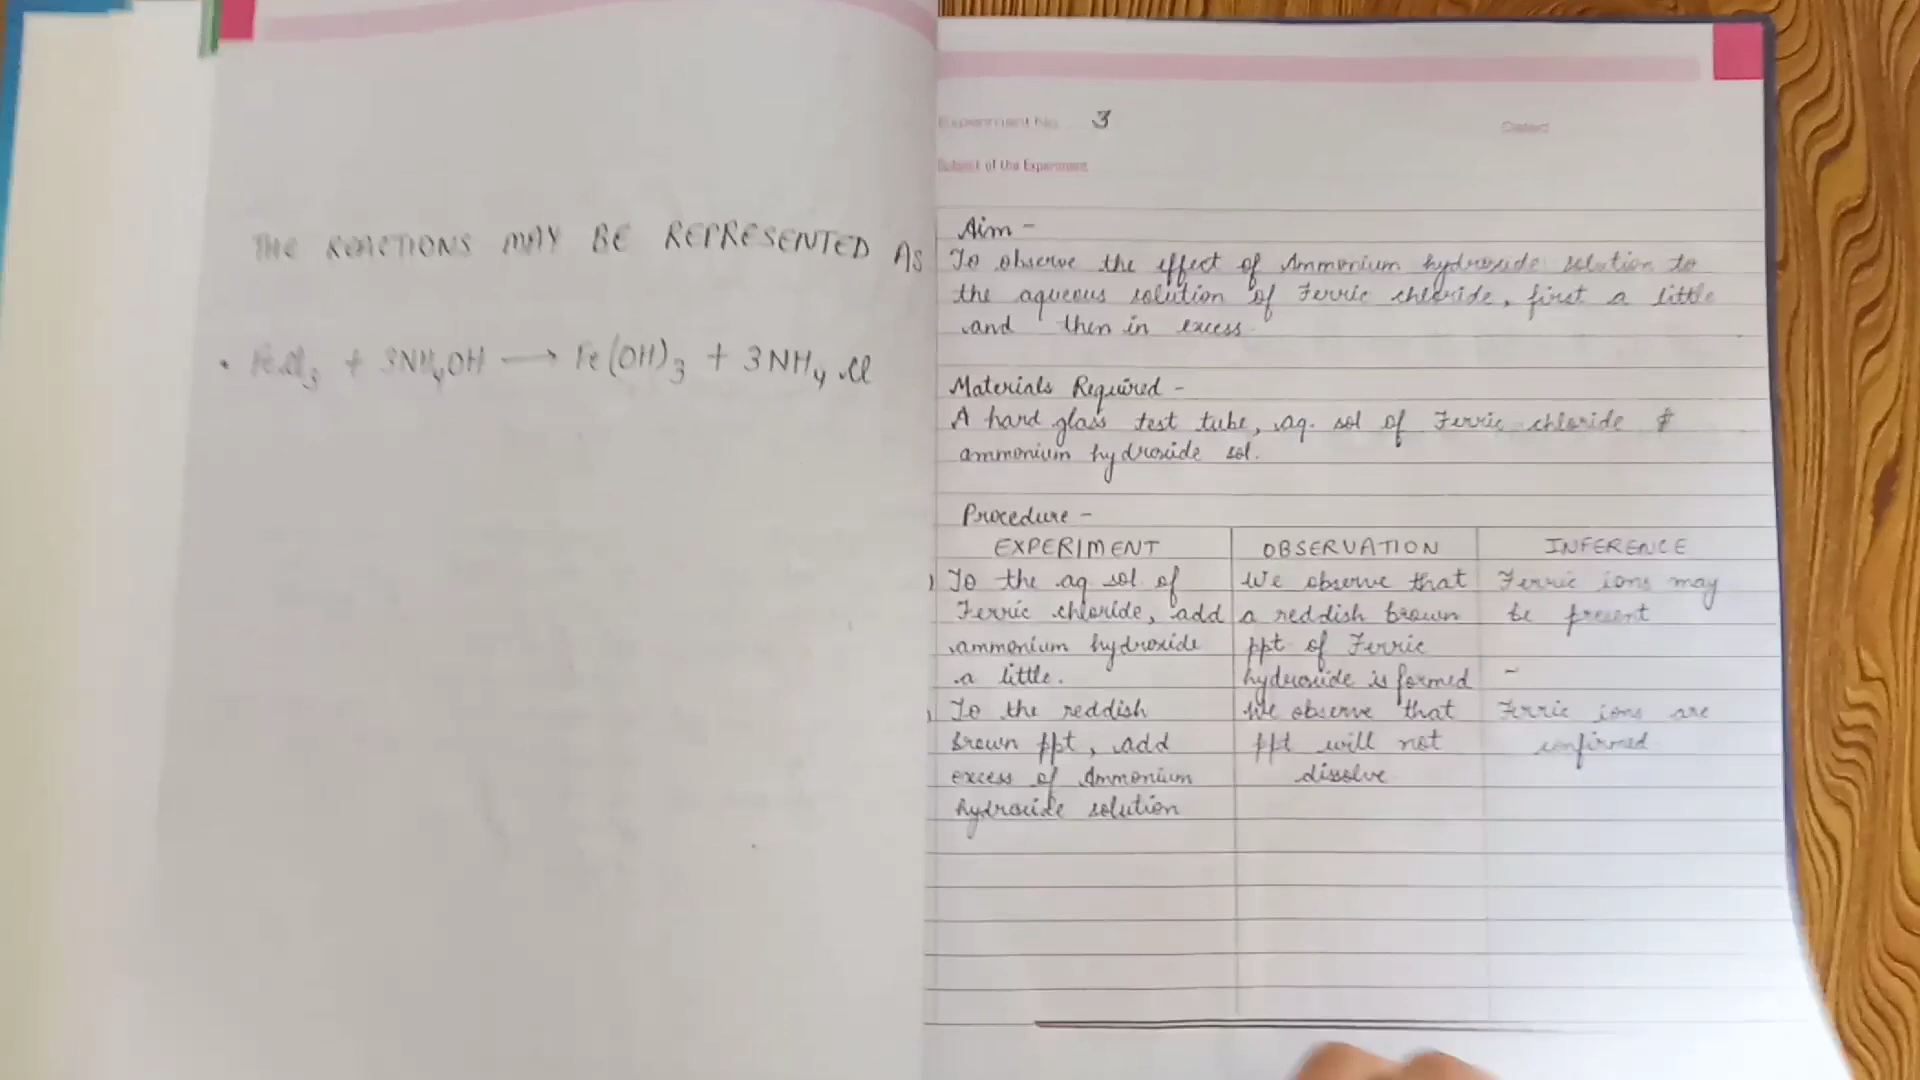 THE REACTIONS MAY BE REPRESENTED AS
• FeCl3 + 3NH4OH ⟶ Fe(OH)3 + 3NH4Cl
Experiment No. 3
Dated
Subject of the Experiment
Aim -
To observe the effect of Ammonium hydroxide solution to
the aqueous solution of Ferric chloride, first a little
and then in excess.
Materials Required -
A hard glass test tube, aq. sol of Ferric chloride &
ammonium hydroxide sol.
Procedure -
EXPERIMENT OBSERVATION INFERENCE
) To the aq sol. of We observe that Ferric ions may
Ferric chloride, add a reddish brown be present
ammonium hydroxide ppt of Ferric
a little. hydroxide is formed -
) To the reddish We observe that Ferric ions are
brown ppt, add ppt will not confirmed
excess of Ammonium dissolve
hydroxide solution